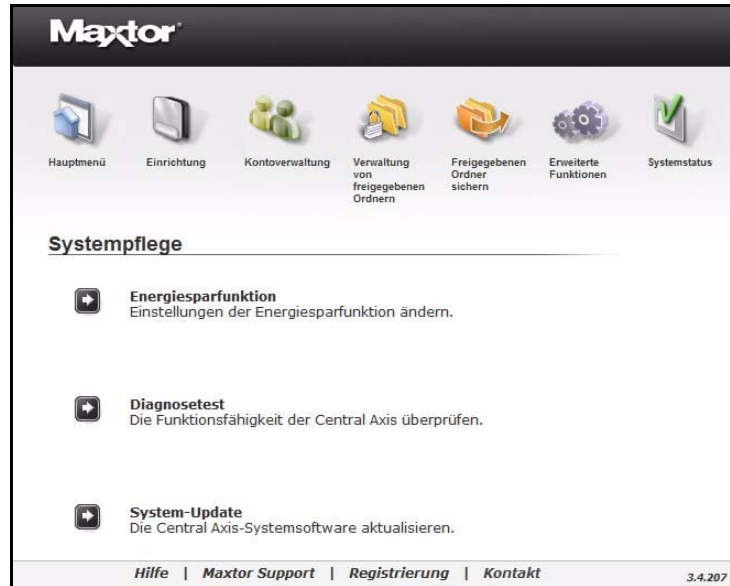 Maxtor
Hauptmenü
Einrichtung
Kontoverwaltung
Verwaltung
von
freigegebenen
Ordnern
Freigegebenen
Ordner
sichern
Erweiterte
Funktionen
Systemstatus
Systempflege
Energiesparfunktion
Einstellungen der Energiesparfunktion ändern.
Diagnosetest
Die Funktionsfähigkeit der Central Axis überprüfen.
System-Update
Die Central Axis-Systemsoftware aktualisieren.
Hilfe | Maxtor Support | Registrierung | Kontakt
3.4.207